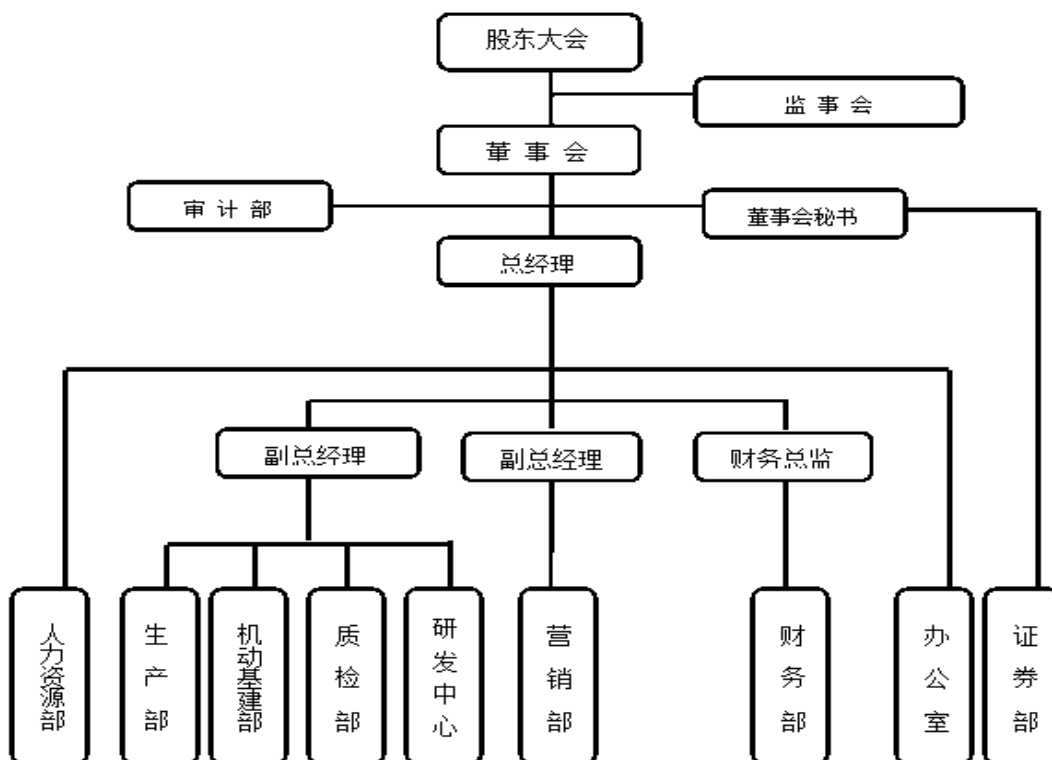 股东大会
监 事 会
董 事 会
审 计 部
董事会秘书
总经理
副总经理
副总经理
财务总监
人力资源部
生产部
机动基建部
质检部
研发中心
营销部
财务部
办公室
证券部